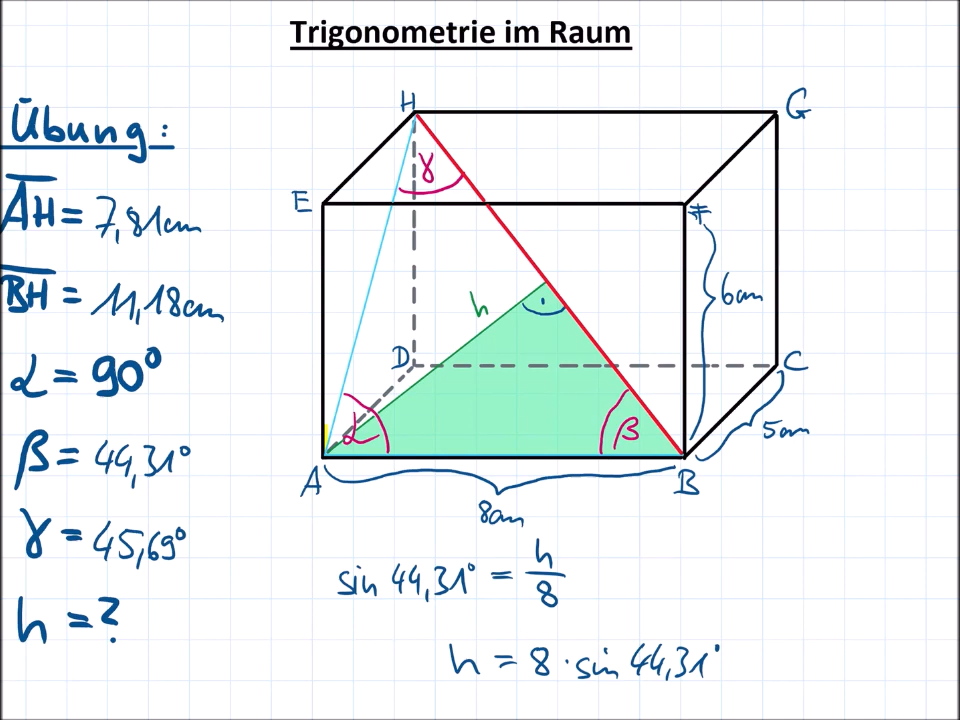 Trigonometrie im Raum
Übung:
AH = 7,81cm
BH = 11,18cm
α = 90°
β = 44,31°
γ = 45,69°
h = ?
H
G
E
F
γ
h
6cm
D
C
α
β
5cm
A
B
8cm
sin 44,31° = h/8
h = 8 · sin 44,31°